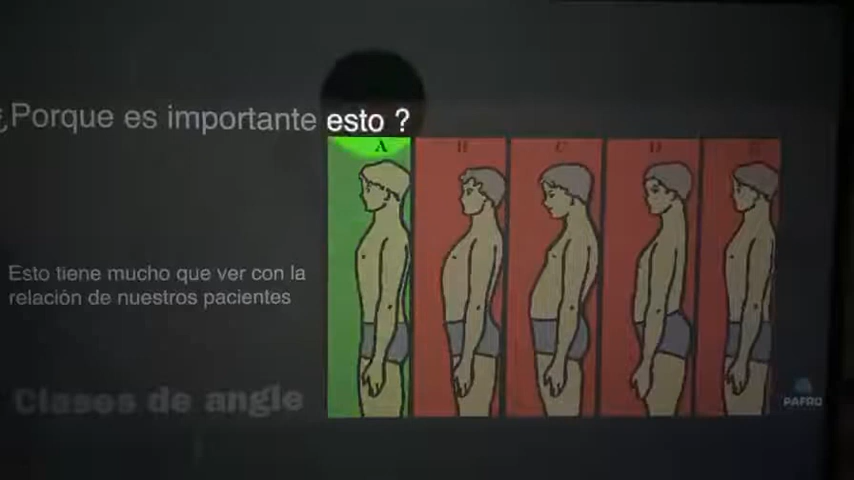 ¿Porque es importante esto ?
A B C D E
Esto tiene mucho que ver con la
relación de nuestros pacientes
Clases de angle
PAFRO